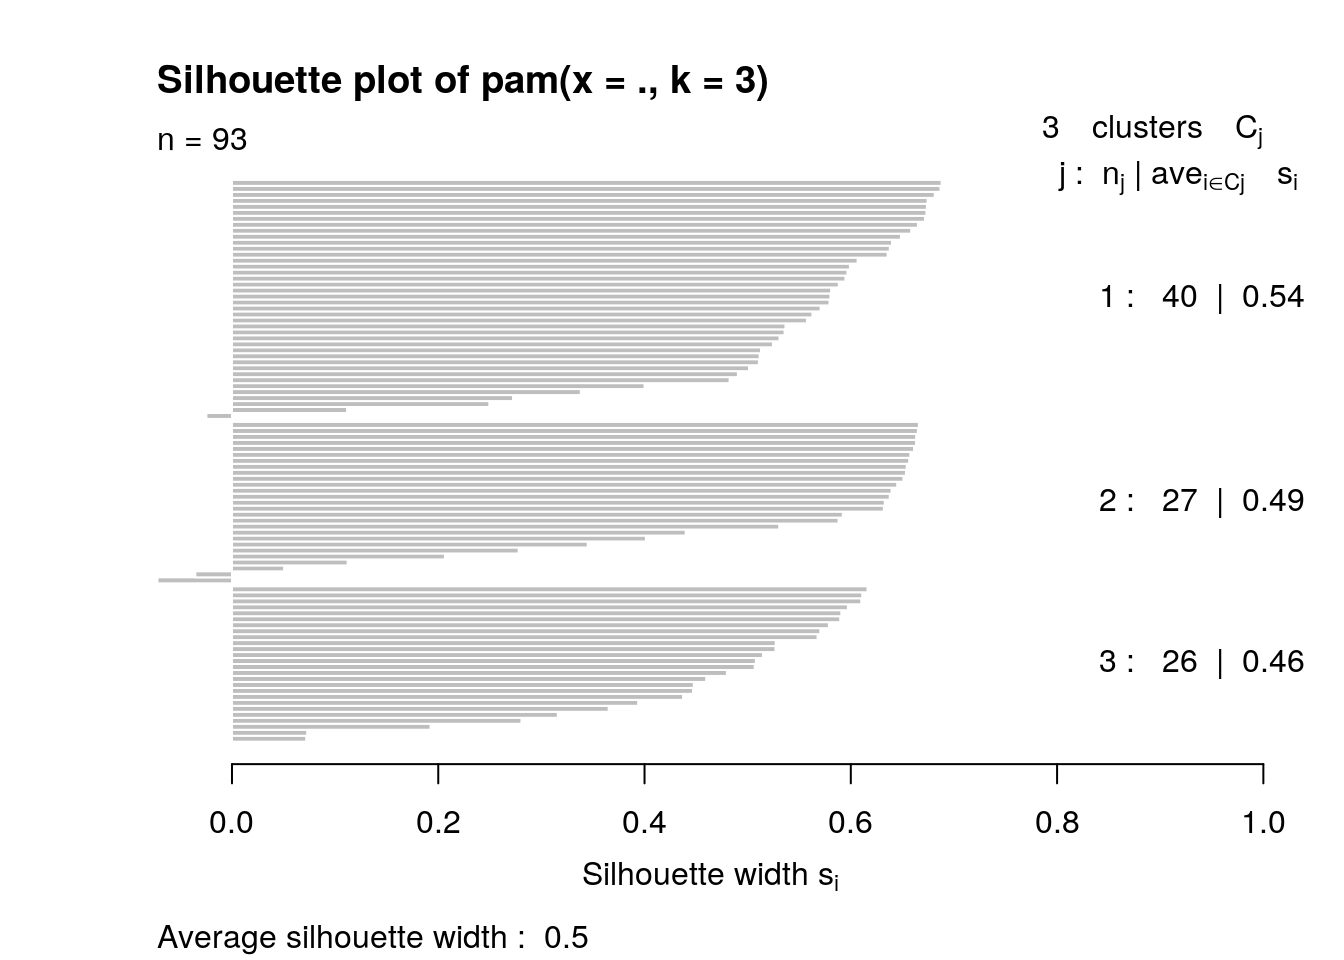 Silhouette plot of pam(x = ., k = 3)
n = 93
3 clusters Cj
j : nj | avei∈Cj si
1 : 40 | 0.54
2 : 27 | 0.49
3 : 26 | 0.46
0.0 0.2 0.4 0.6 0.8 1.0
Silhouette width si
Average silhouette width : 0.5